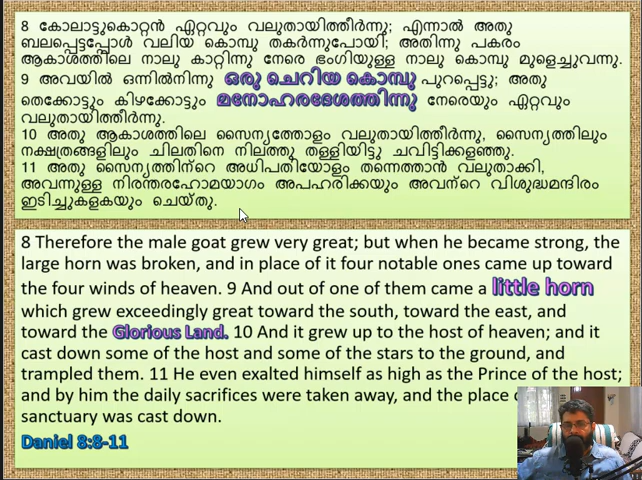 8 കോലാട്ടുകൊറ്റൻ ഏറ്റവും വലുതായിത്തീർന്നു; എന്നാൽ അതു
ബലപ്പെട്ടപ്പോൾ വലിയ കൊമ്പു തകർന്നുപോയി; അതിന്നു പകരം
ആകാശത്തിലെ നാലു കാറ്റിന്നു നേരെ ഭംഗിയുള്ള നാലു കൊമ്പു മുളെച്ചുവന്നു.
9 അവയിൽ ഒന്നിൽനിന്നു ഒരു ചെറിയ കൊമ്പു പുറപ്പെട്ടു; അതു
തെക്കോട്ടും കിഴക്കോട്ടും മനോഹരദേശത്തിന്നു നേരെയും ഏറ്റവും
വലുതായിത്തീർന്നു.
10 അതു ആകാശത്തിലെ സൈന്യത്തോളം വലുതായിത്തീർന്നു, സൈന്യത്തിലും
നക്ഷത്രങ്ങളിലും ചിലതിനെ നിലത്തു തള്ളിയിട്ടു ചവിട്ടിക്കളഞ്ഞു.
11 അതു സൈന്യത്തിന്റെ അധിപതിയോളം തന്നെത്താൻ വലുതാക്കി,
അവന്നുള്ള നിരന്തരഹോമയാഗം അപഹരിക്കയും അവന്റെ വിശുദ്ധമന്ദിരം
ഇടിച്ചുകളകയും ചെയ്തു.
8 Therefore the male goat grew very great; but when he became strong, the
large horn was broken, and in place of it four notable ones came up toward
the four winds of heaven. 9 And out of one of them came a little horn
which grew exceedingly great toward the south, toward the east, and
toward the Glorious Land. 10 And it grew up to the host of heaven; and it
cast down some of the host and some of the stars to the ground, and
trampled them. 11 He even exalted himself as high as the Prince of the host;
and by him the daily sacrifices were taken away, and the place
sanctuary was cast down.
Daniel 8:8-11